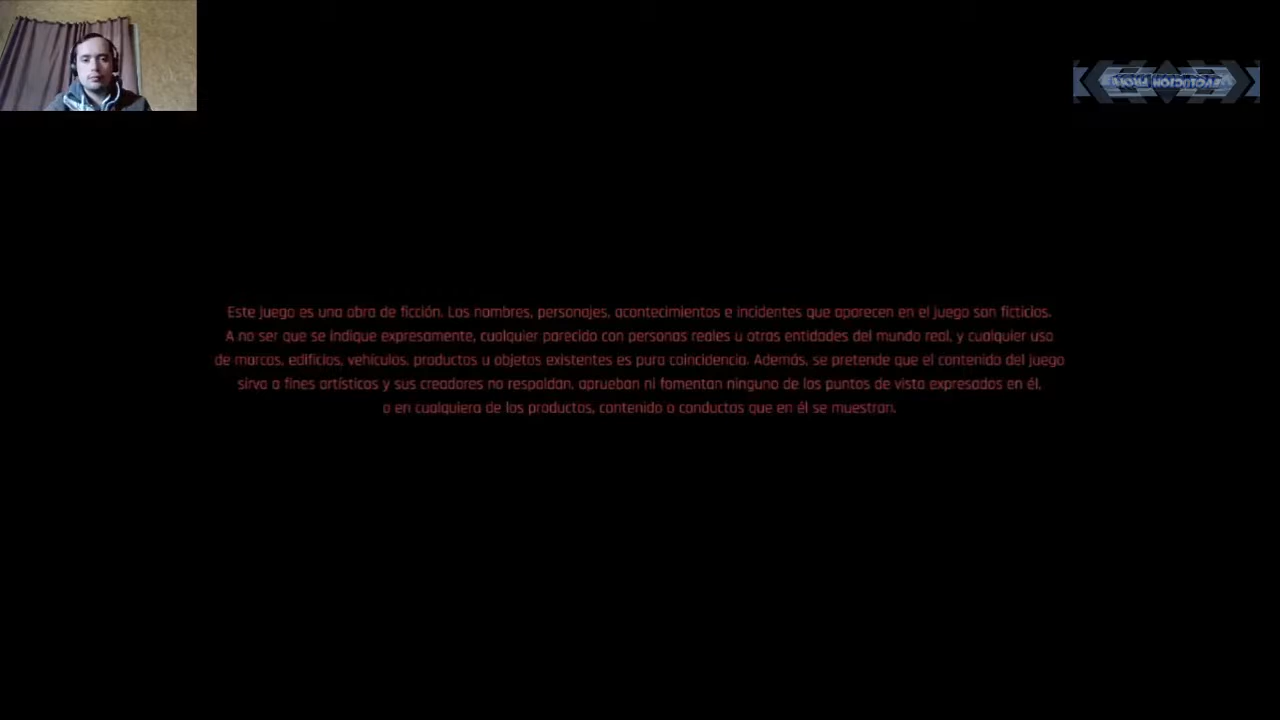 Este juego es una obra de ficción. Los nombres, personajes, acontecimientos e incidentes que aparecen en el juego son ficticios.
A no ser que se indique expresamente, cualquier parecido con personas reales u otras entidades del mundo real, y cualquier uso
de marcas, edificios, vehículos, productos u objetos existentes es pura coincidencia. Además, se pretende que el contenido del juego
sirva a fines artísticos y sus creadores no respaldan, aprueban ni fomentan ninguno de los puntos de vista expresados en él,
o en cualquiera de los productos, contenido o conductas que en él se muestran.